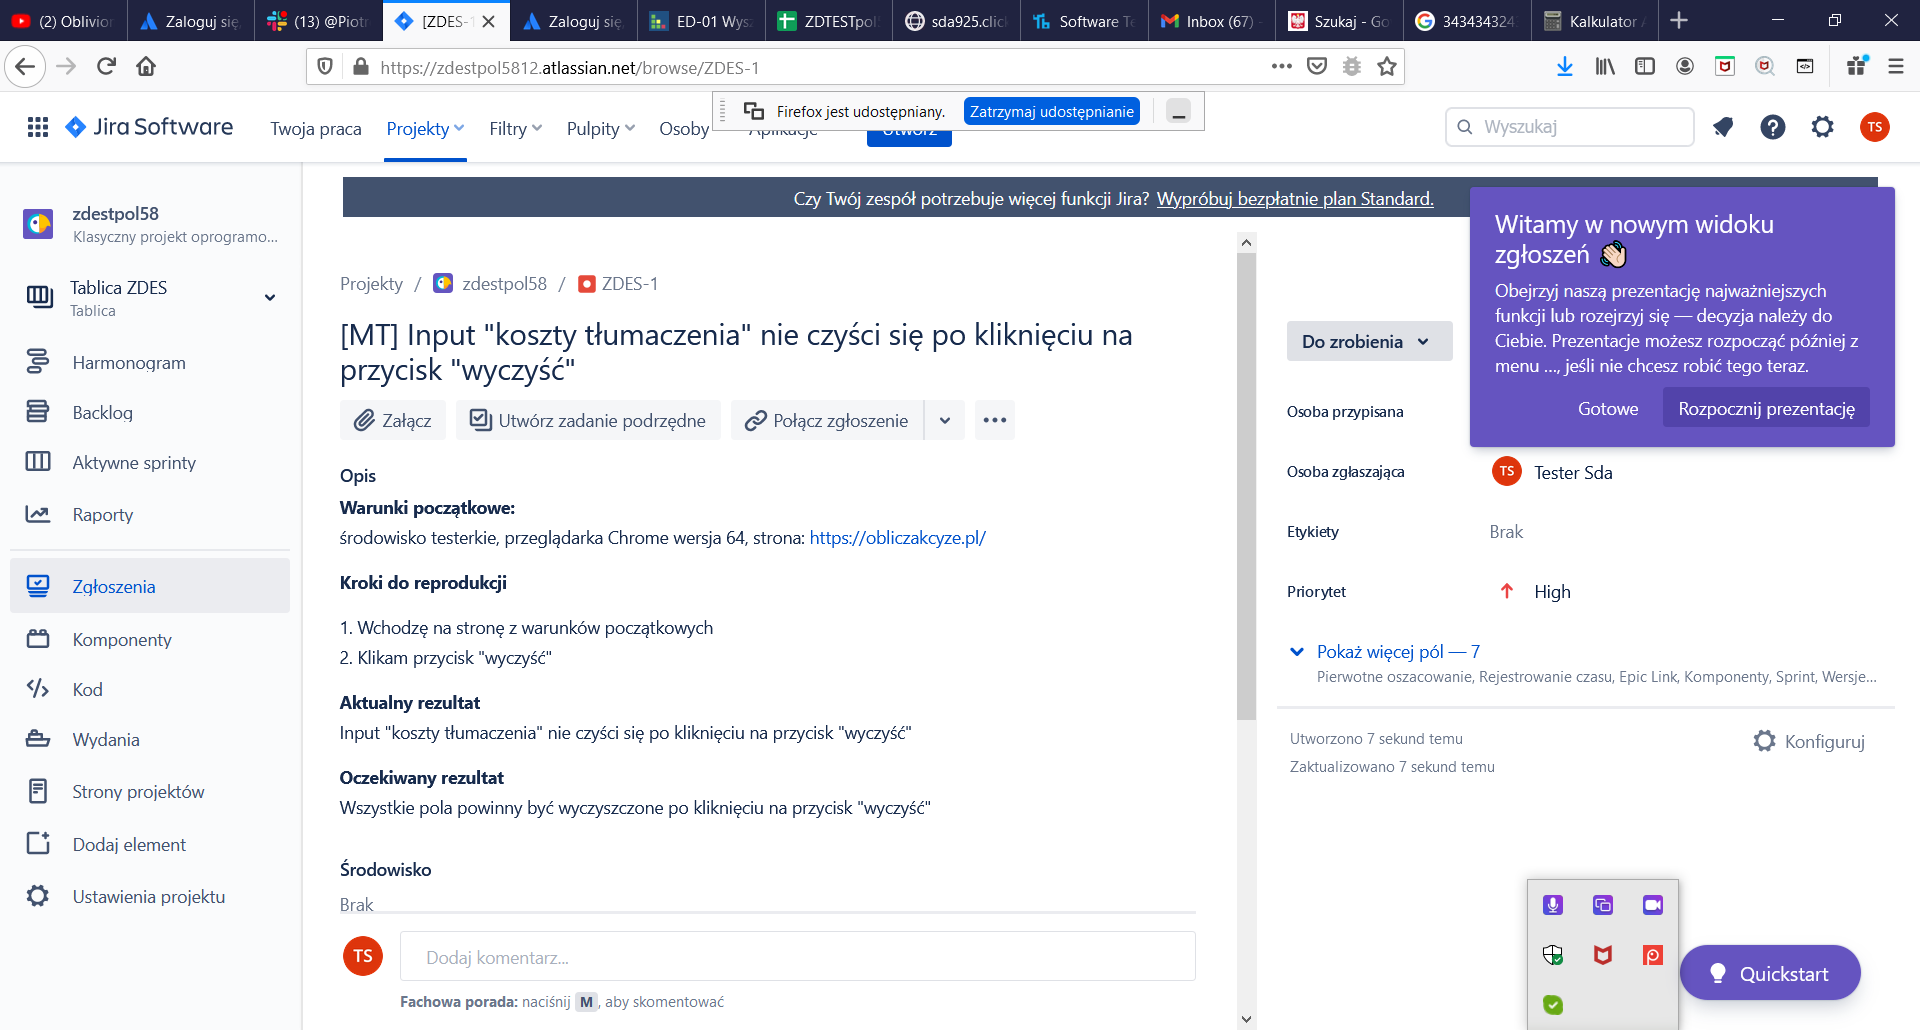 (2) Oblivion
Zaloguj się,
(13) @Piotr
[ZDES-1
Zaloguj się,
ED-01 Wysz
ZDTESTpol5
sda925.click
Software Te
Inbox (67) -
Szukaj - Go
3434343243
Kalkulator A
https://zdestpol5812.atlassian.net/browse/ZDES-1
Firefox jest udostępniany.
Zatrzymaj udostępnianie
Jira Software
Twoja praca
Projekty
Filtry
Pulpity
Osoby
Aplikacje
Utwórz
Wyszukaj
TS
Czy Twój zespół potrzebuje więcej funkcji Jira? Wypróbuj bezpłatnie plan Standard.
zdestpol58
Klasyczny projekt oprogramo...
Tablica ZDES
Tablica
Harmonogram
Backlog
Aktywne sprinty
Raporty
Zgłoszenia
Komponenty
Kod
Wydania
Strony projektów
Dodaj element
Ustawienia projektu
Projekty / zdestpol58 / ZDES-1
[MT] Input "koszty tłumaczenia" nie czyści się po kliknięciu na
przycisk "wyczyść"
Załącz
Utwórz zadanie podrzędne
Połącz zgłoszenie
Opis
Warunki początkowe:
środowisko testerkie, przeglądarka Chrome wersja 64, strona: https://obliczakcyze.pl/
Kroki do reprodukcji
1. Wchodzę na stronę z warunków początkowych
2. Klikam przycisk "wyczyść"
Aktualny rezultat
Input "koszty tłumaczenia" nie czyści się po kliknięciu na przycisk "wyczyść"
Oczekiwany rezultat
Wszystkie pola powinny być wyczyszczone po kliknięciu na przycisk "wyczyść"
Środowisko
Brak
TS
Dodaj komentarz...
Fachowa porada: naciśnij M, aby skomentować
Witamy w nowym widoku
zgłoszeń 👋🏻
Obejrzyj naszą prezentację najważniejszych
funkcji lub rozejrzyj się — decyzja należy do
Ciebie. Prezentacje możesz rozpocząć później z
menu ..., jeśli nie chcesz robić tego teraz.
Gotowe
Rozpocznij prezentację
Do zrobienia
Osoba przypisana
Osoba zgłaszająca
TS Tester Sda
Etykiety
Brak
Priorytet
High
Pokaż więcej pól — 7
Pierwotne oszacowanie, Rejestrowanie czasu, Epic Link, Komponenty, Sprint, Wersje...
Utworzono 7 sekund temu
Zaktualizowano 7 sekund temu
Konfiguruj
Quickstart